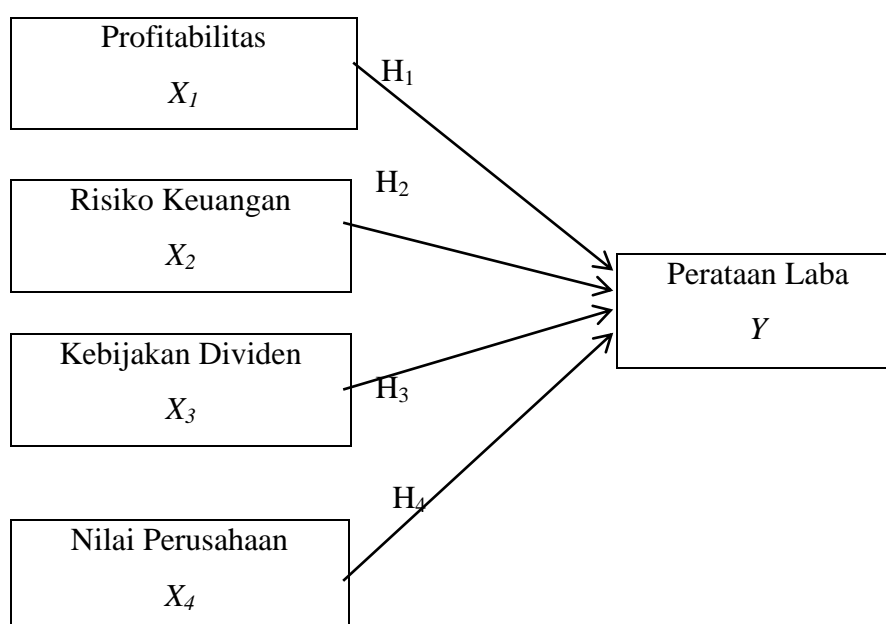 Profitabilitas
X₁
H₁
Risiko Keuangan
X₂
H₂
Kebijakan Dividen
X₃
H₃
Nilai Perusahaan
X₄
H₄
Perataan Laba
Y